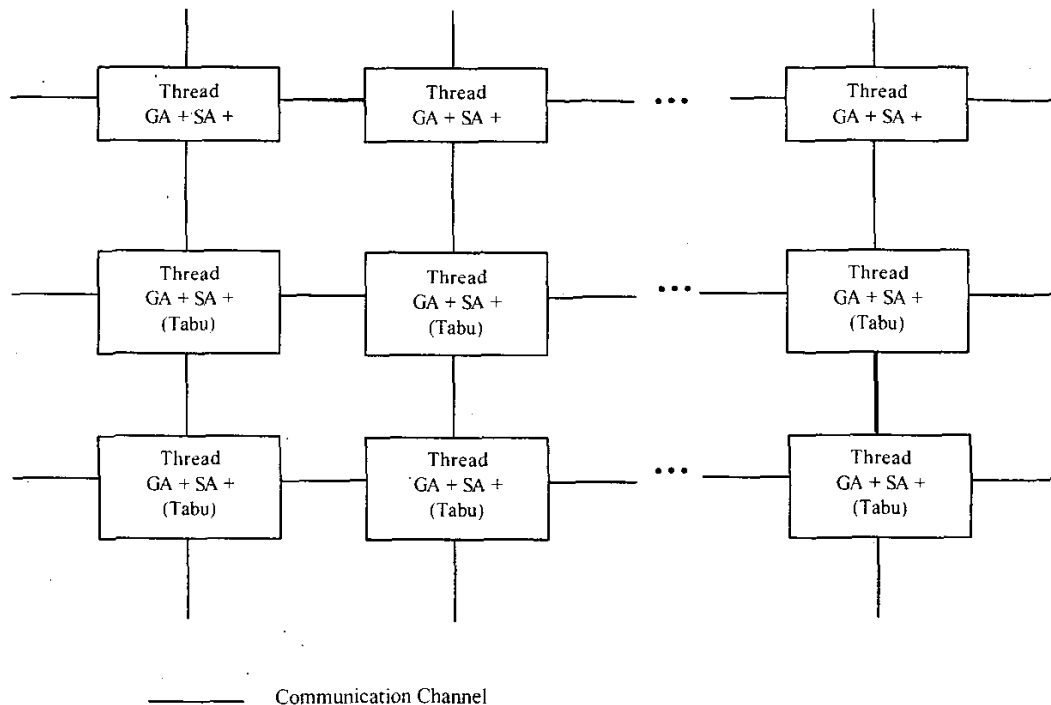 Thread
GA + SA +
Thread
GA + SA +
•••
Thread
GA + SA +
Thread
GA + SA +
(Tabu)
Thread
GA + SA +
(Tabu)
•••
Thread
GA + SA +
(Tabu)
Thread
GA + SA +
(Tabu)
Thread
GA + SA +
(Tabu)
•••
Thread
GA + SA +
(Tabu)
Communication Channel